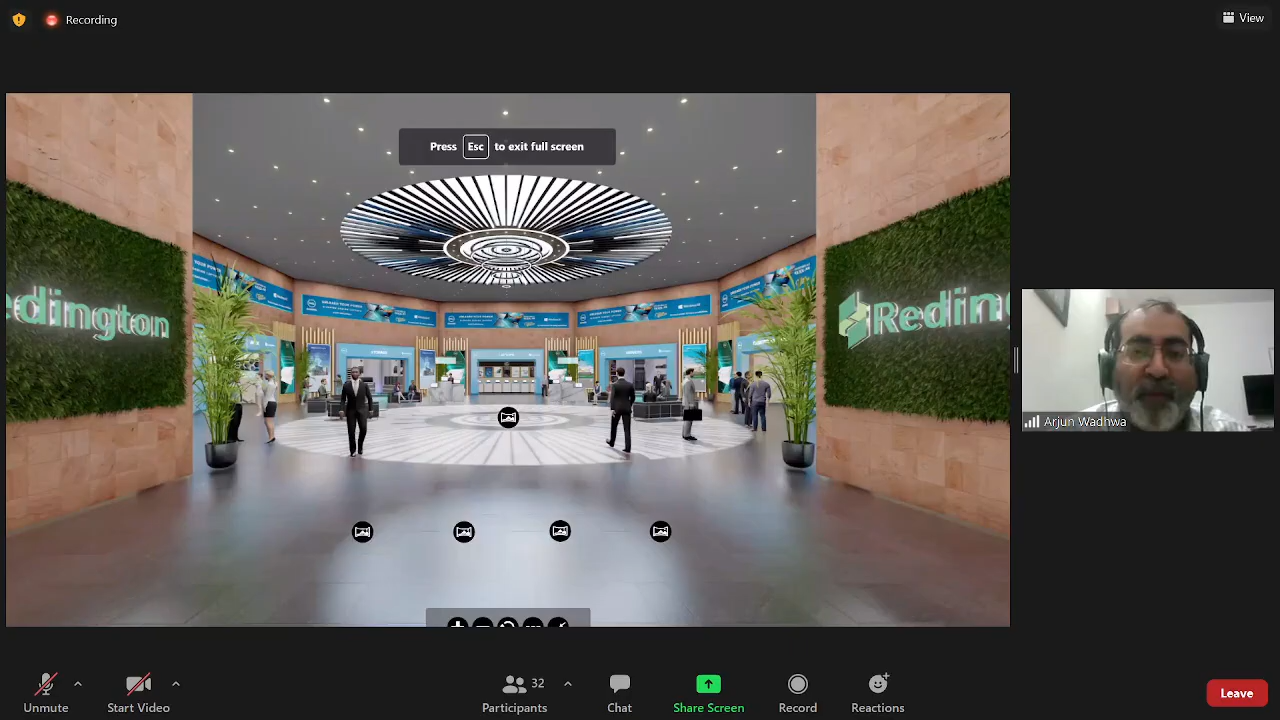 Recording
View
Press Esc to exit full screen
edington
Reding
Arjun Wadhwa
Unmute
Start Video
32
Participants
Chat
Share Screen
Record
Reactions
Leave